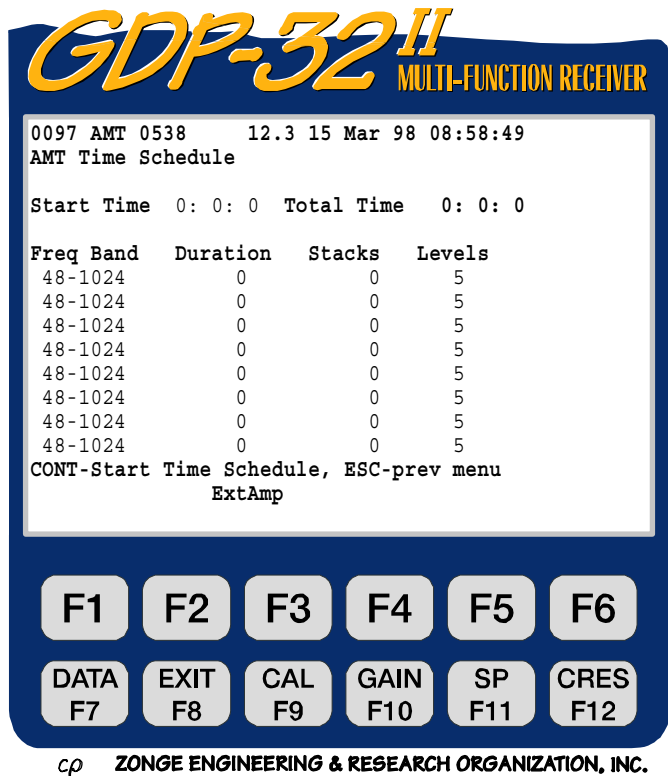 GDP-32 II
MULTI-FUNCTION RECEIVER
0097 AMT 0538 12.3 15 Mar 98 08:58:49
AMT Time Schedule
Start Time 0: 0: 0 Total Time 0: 0: 0
Freq Band Duration Stacks Levels
48-1024 0 0 5
48-1024 0 0 5
48-1024 0 0 5
48-1024 0 0 5
48-1024 0 0 5
48-1024 0 0 5
48-1024 0 0 5
48-1024 0 0 5
CONT-Start Time Schedule, ESC-prev menu
ExtAmp
F1 F2 F3 F4 F5 F6
DATA EXIT CAL GAIN SP CRES
F7 F8 F9 F10 F11 F12
ZONGE ENGINEERING & RESEARCH ORGANIZATION, INC.